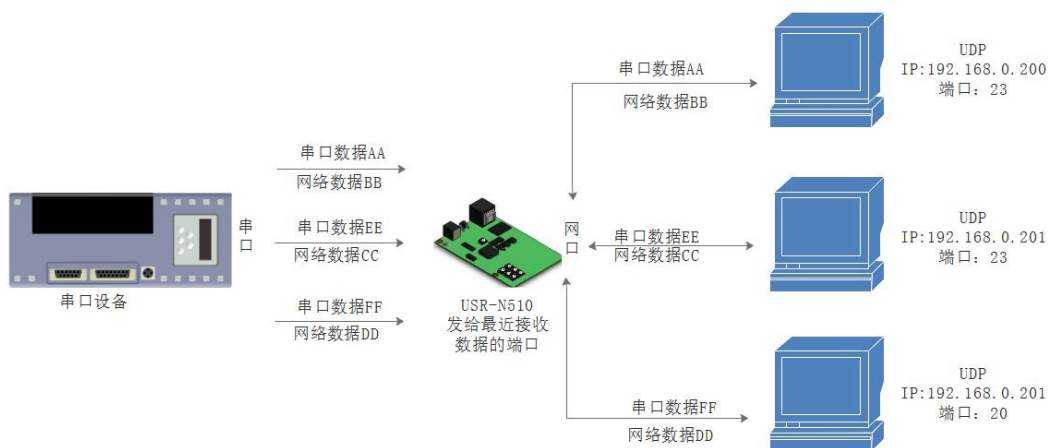 串口数据AA
网络数据BB
串口数据EE
网络数据CC
串口数据FF
网络数据DD
串口
串口设备
USR-N510
发给最近接收
数据的端口
网口
串口数据AA
网络数据BB
串口数据EE
网络数据CC
串口数据FF
网络数据DD
UDP
IP:192.168.0.200
端口：23
UDP
IP:192.168.0.201
端口：23
UDP
IP:192.168.0.201
端口：20